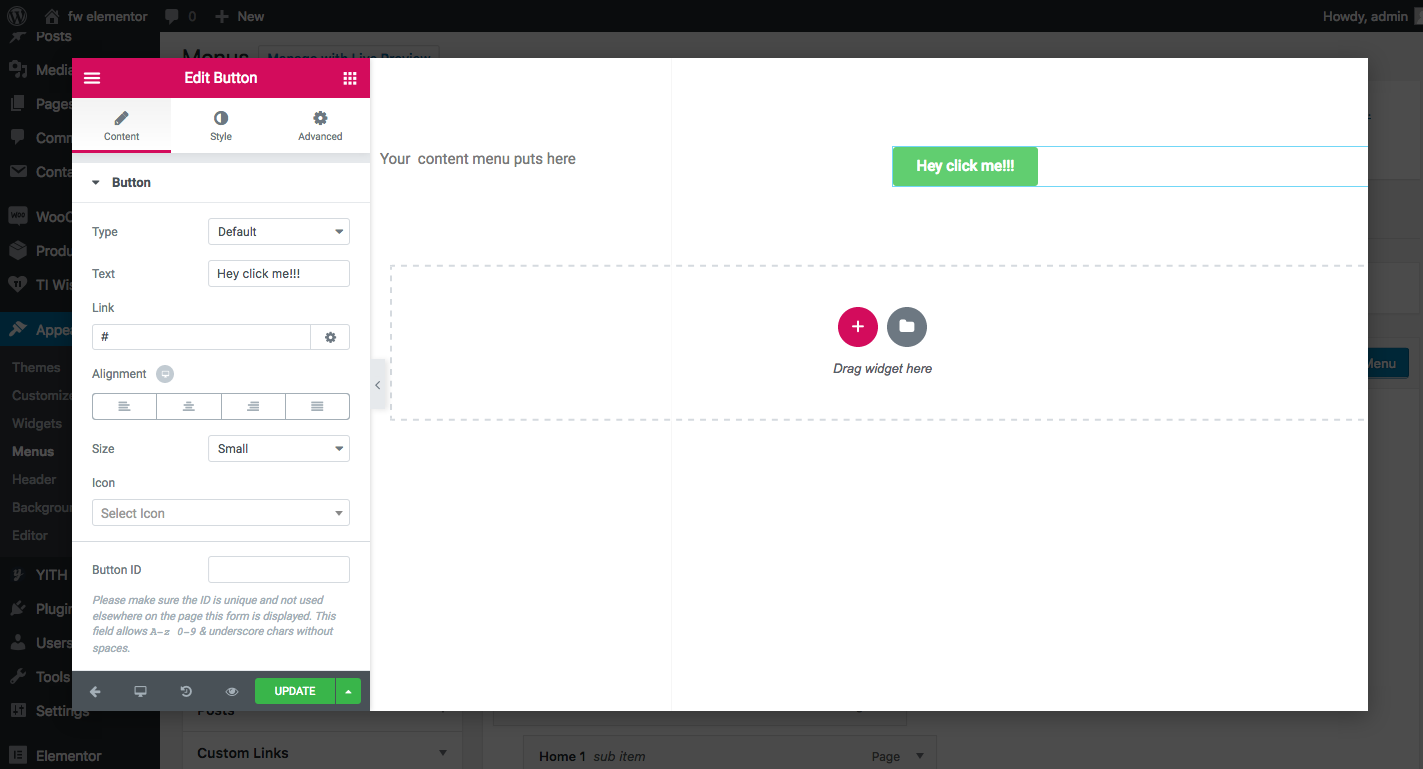 fw elementor
0
New
Howdy, admin
Posts
Media
Pages
Comm
Conta
WooC
Produ
TI Wis
Appea
Themes
Customize
Widgets
Menus
Header
Backgroun
Editor
YITH
Plugin
Users
Tools
Settings
Elementor
Menus
Manage with Live Preview
Edit Button
Content
Style
Advanced
Button
Type
Default
Text
Hey click me!!!
Link
#
Alignment
Size
Small
Icon
Select Icon
Button ID
Please make sure the ID is unique and not used
elsewhere on the page this form is displayed. This
field allows A-z 0-9 & underscore chars without
spaces.
UPDATE
Your content menu puts here
Hey click me!!!
Drag widget here
Menu
Posts
Custom Links
Home 1 sub item
Page